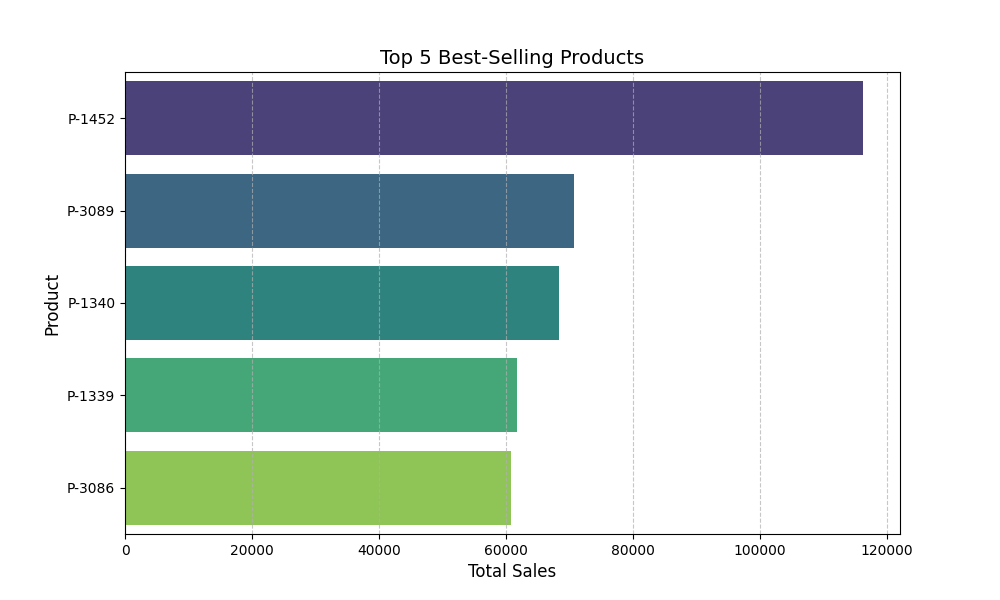 Top 5 Best-Selling Products
Product
P-1452
P-3089
P-1340
P-1339
P-3086
0 20000 40000 60000 80000 100000 120000
Total Sales